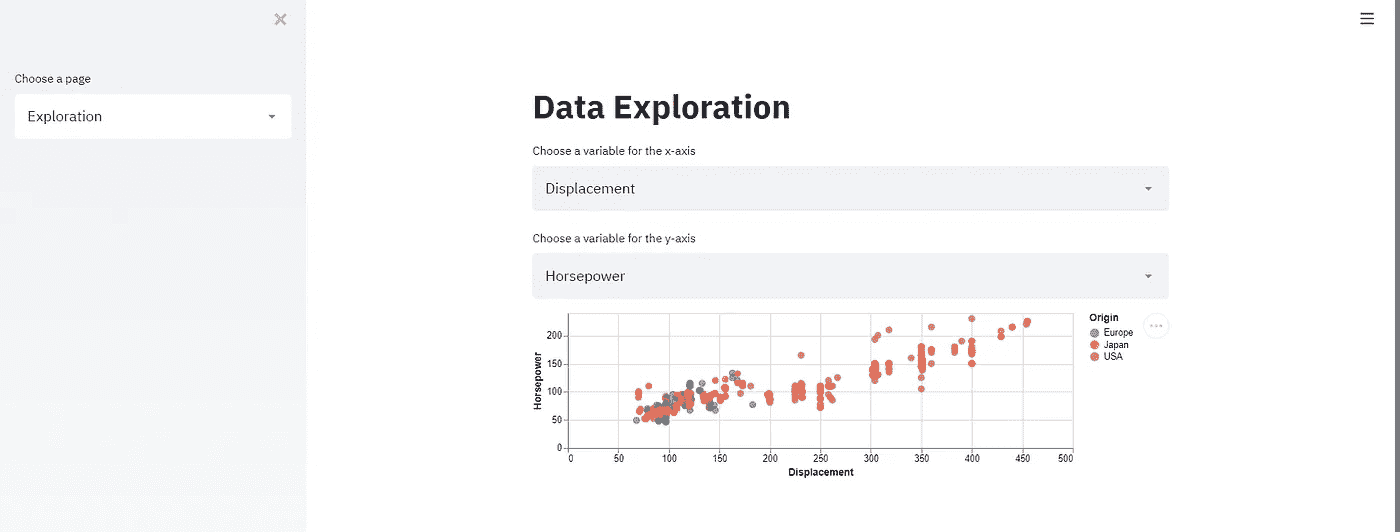 Choose a page
Exploration
Data Exploration
Choose a variable for the x-axis
Displacement
Choose a variable for the y-axis
Horsepower
Origin
Europe
Japan
USA
200
150
100
50
0
Horsepower
0 50 100 150 200 250 300 350 400 450 500
Displacement